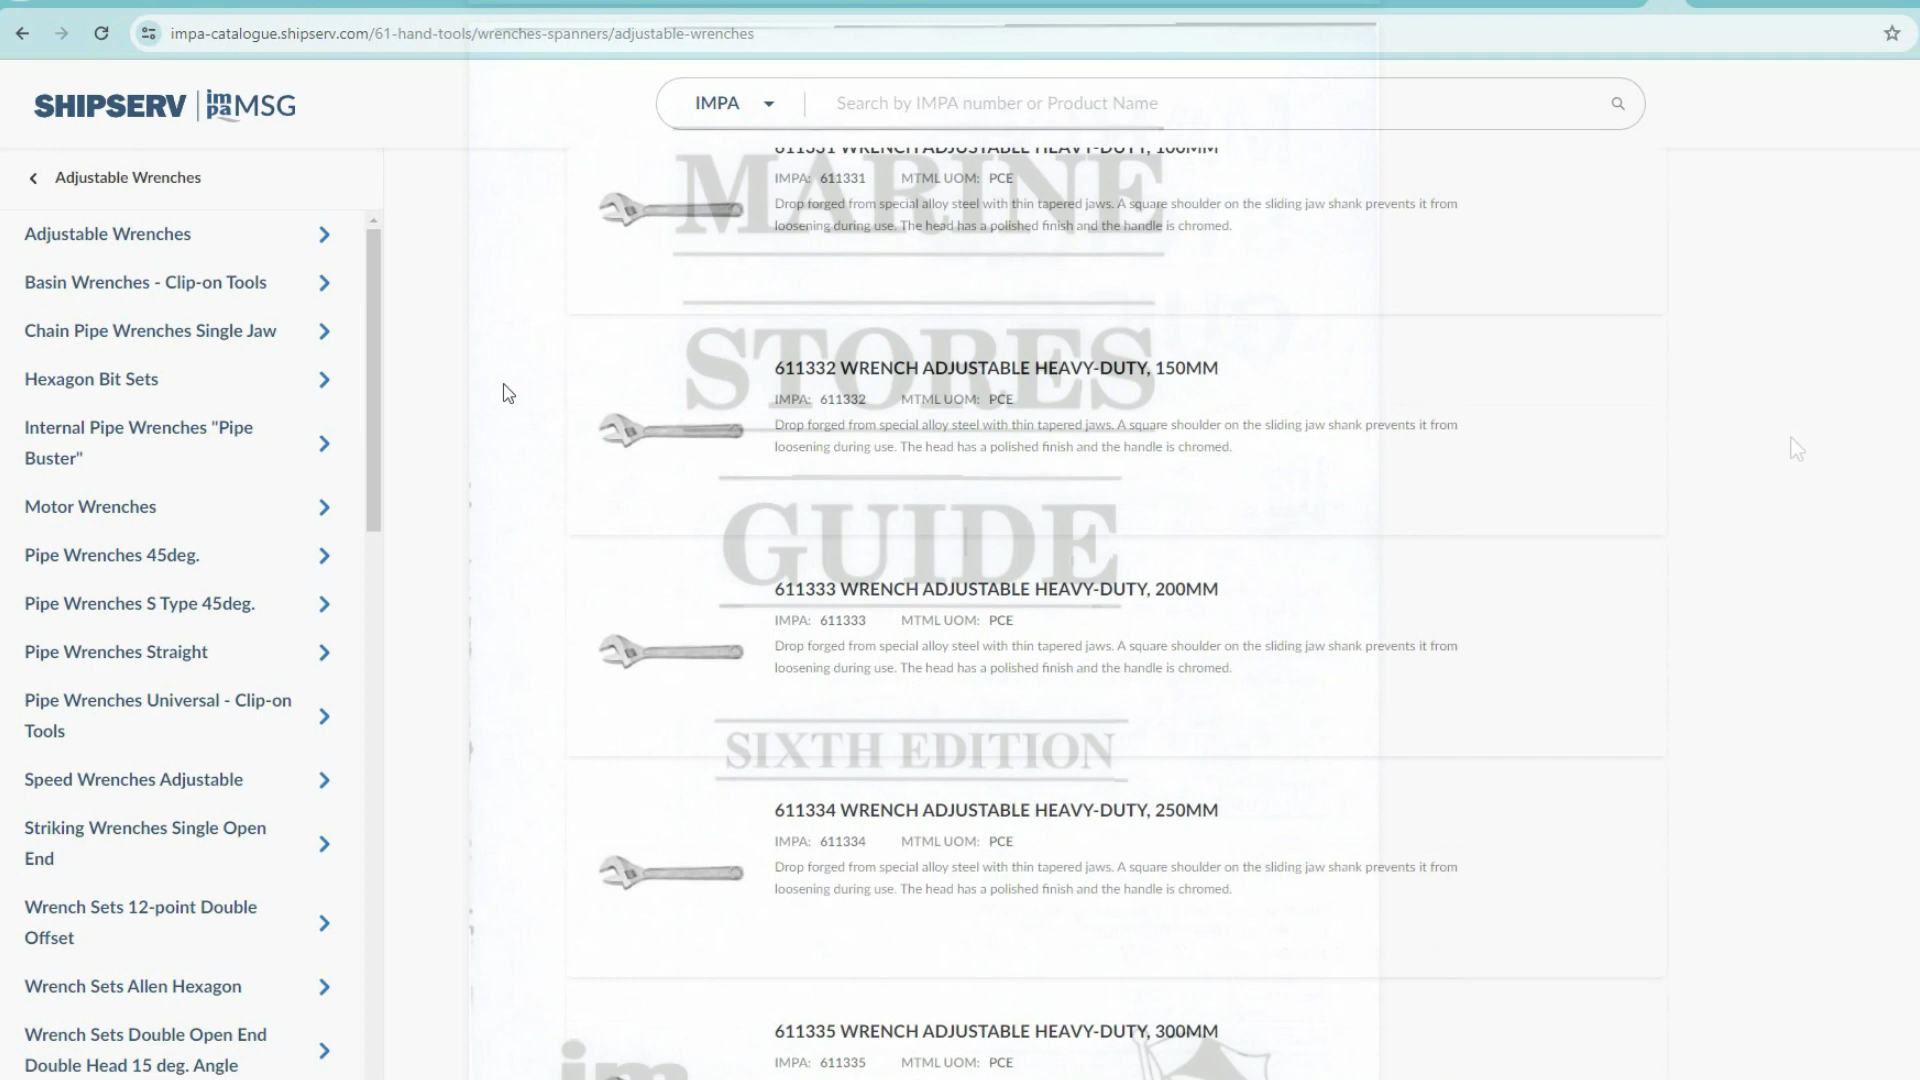 impa-catalogue.shipserv.com/61-hand-tools/wrenches-spanners/adjustable-wrenches
SHIPSERV impa MSG
IMPA
Search by IMPA number or Product Name
Adjustable Wrenches
Adjustable Wrenches
Basin Wrenches - Clip-on Tools
Chain Pipe Wrenches Single Jaw
Hexagon Bit Sets
Internal Pipe Wrenches "Pipe
Buster"
Motor Wrenches
Pipe Wrenches 45deg.
Pipe Wrenches S Type 45deg.
Pipe Wrenches Straight
Pipe Wrenches Universal - Clip-on
Tools
Speed Wrenches Adjustable
Striking Wrenches Single Open
End
Wrench Sets 12-point Double
Offset
Wrench Sets Allen Hexagon
Wrench Sets Double Open End
Double Head 15 deg. Angle
611331 WRENCH ADJUSTABLE HEAVY-DUTY, 100MM
IMPA: 611331 MTML UOM: PCE
Drop forged from special alloy steel with thin tapered jaws. A square shoulder on the sliding jaw shank prevents it from
loosening during use. The head has a polished finish and the handle is chromed.
611332 WRENCH ADJUSTABLE HEAVY-DUTY, 150MM
IMPA: 611332 MTML UOM: PCE
Drop forged from special alloy steel with thin tapered jaws. A square shoulder on the sliding jaw shank prevents it from
loosening during use. The head has a polished finish and the handle is chromed.
611333 WRENCH ADJUSTABLE HEAVY-DUTY, 200MM
IMPA: 611333 MTML UOM: PCE
Drop forged from special alloy steel with thin tapered jaws. A square shoulder on the sliding jaw shank prevents it from
loosening during use. The head has a polished finish and the handle is chromed.
611334 WRENCH ADJUSTABLE HEAVY-DUTY, 250MM
IMPA: 611334 MTML UOM: PCE
Drop forged from special alloy steel with thin tapered jaws. A square shoulder on the sliding jaw shank prevents it from
loosening during use. The head has a polished finish and the handle is chromed.
611335 WRENCH ADJUSTABLE HEAVY-DUTY, 300MM
IMPA: 611335 MTML UOM: PCE
MARINE
STORES
GUIDE
SIXTH EDITION
im